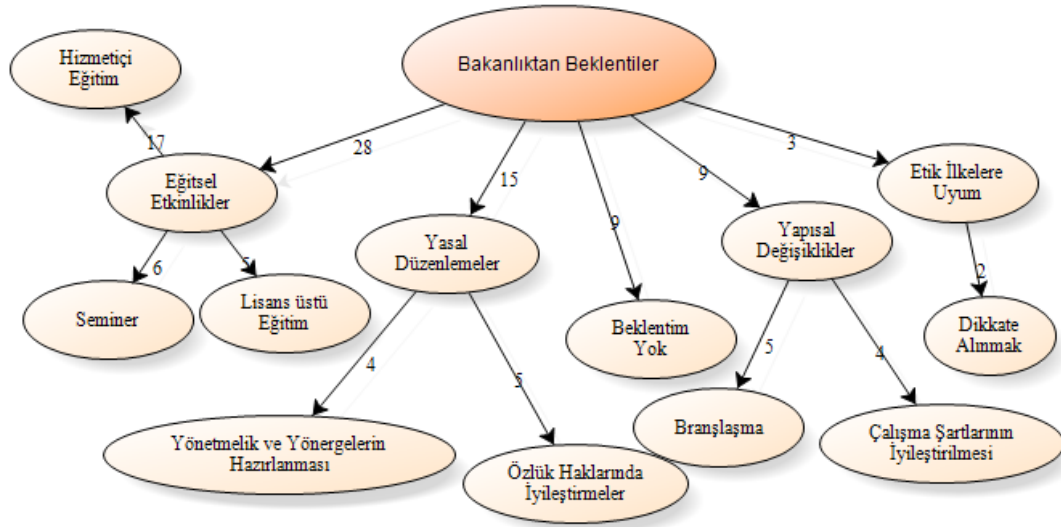 Bakanlıktan Beklentiler
Hizmetiçi
Eğitim
17
28
15
9
9
3
Eğitsel
Etkinlikler
Etik İlkelere
Uyum
Yasal
Düzenlemeler
Yapısal
Değişiklikler
6
5
2
Seminer
Lisans üstü
Eğitim
Beklentim
Yok
Dikkate
Alınmak
4
5
5
4
Yönetmelik ve Yönergelerin
Hazırlanması
Branşlaşma
Çalışma Şartlarının
İyileştirilmesi
Özlük Haklarında
İyileştirmeler